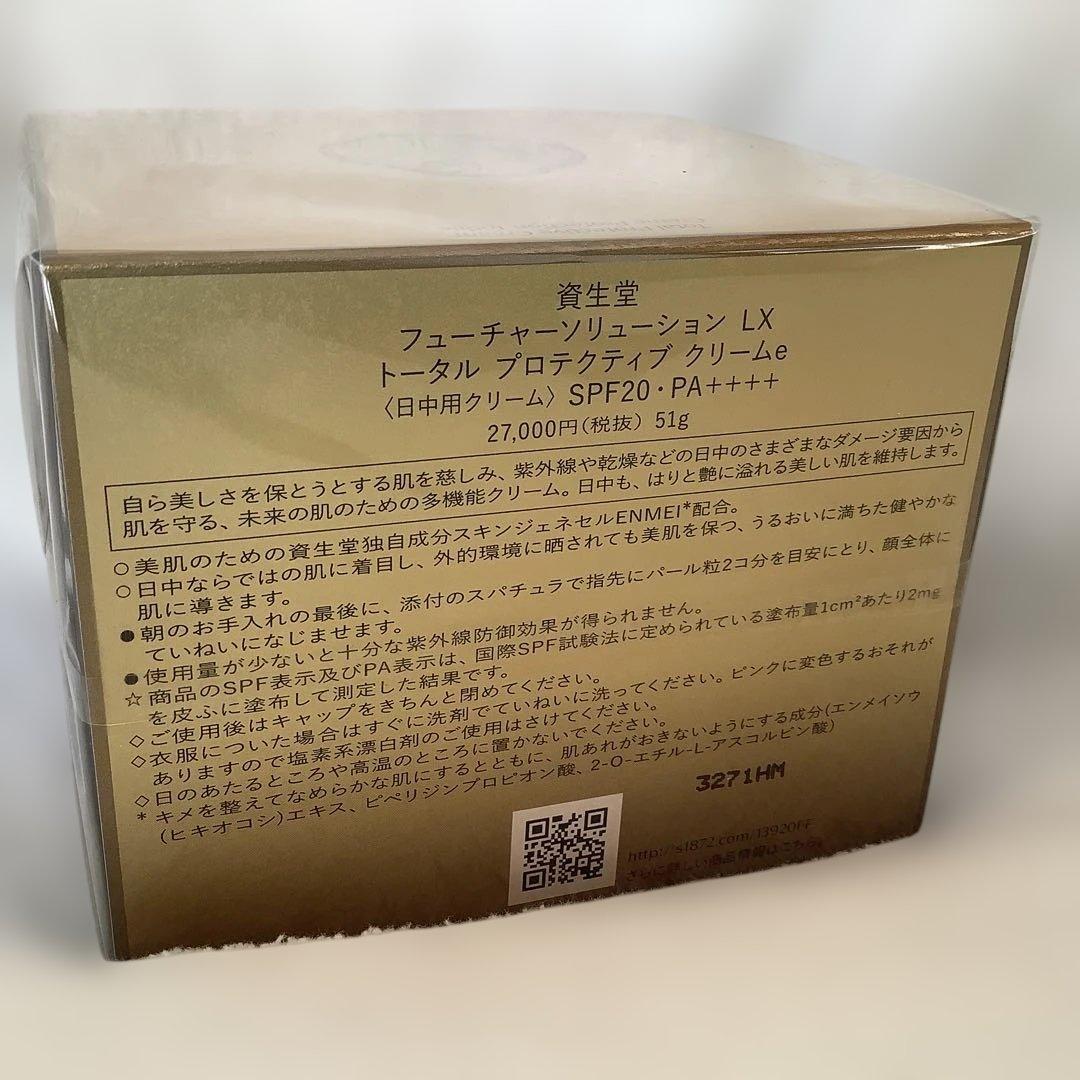 資生堂
フューチャーソリューション LX
トータル プロテクティブ クリームe
〈日中用クリーム〉SPF20・PA++++
27,000円(税抜) 51g
自ら美しさを保とうとする肌を慈しみ、紫外線や乾燥などの日中のさまざまなダメージ要因から
肌を守る、未来の肌のための多機能クリーム。日中も、はりと艶に溢れる美しい肌を維持します。
○美肌のための資生堂独自成分スキンジェネセルENMEI*配合。
○日中ならではの肌に着目し、外的環境に晒されても美肌を保つ、うるおいに満ちた健やかな
肌に導きます。
●朝のお手入れの最後に、添付のスパチュラで指先にパール粒2コ分を目安にとり、顔全体に
ていねいになじませます。
●使用量が少ないと十分な紫外線防御効果が得られません。
☆商品のSPF表示及びPA表示は、国際SPF試験法に定められている塗布量1cm²あたり2mg
を皮ふに塗布して測定した結果です。
◇ご使用後はキャップをきちんと閉めてください。
◇衣服についた場合はすぐに洗剤でていねいに洗ってください。ピンクに変色するおそれが
ありますので塩素系漂白剤のご使用はさけてください。
◇日のあたるところや高温のところに置かないでください。
*キメを整えてなめらかな肌にするとともに、肌あれがおきないようにする成分(エンメイソウ
(ヒキオコシ)エキス、ピペリジンプロピオン酸、2-O-エチル-L-アスコルビン酸)
3271HM
http://s1872.com/13920FF
さらに詳しい商品情報はこちら。